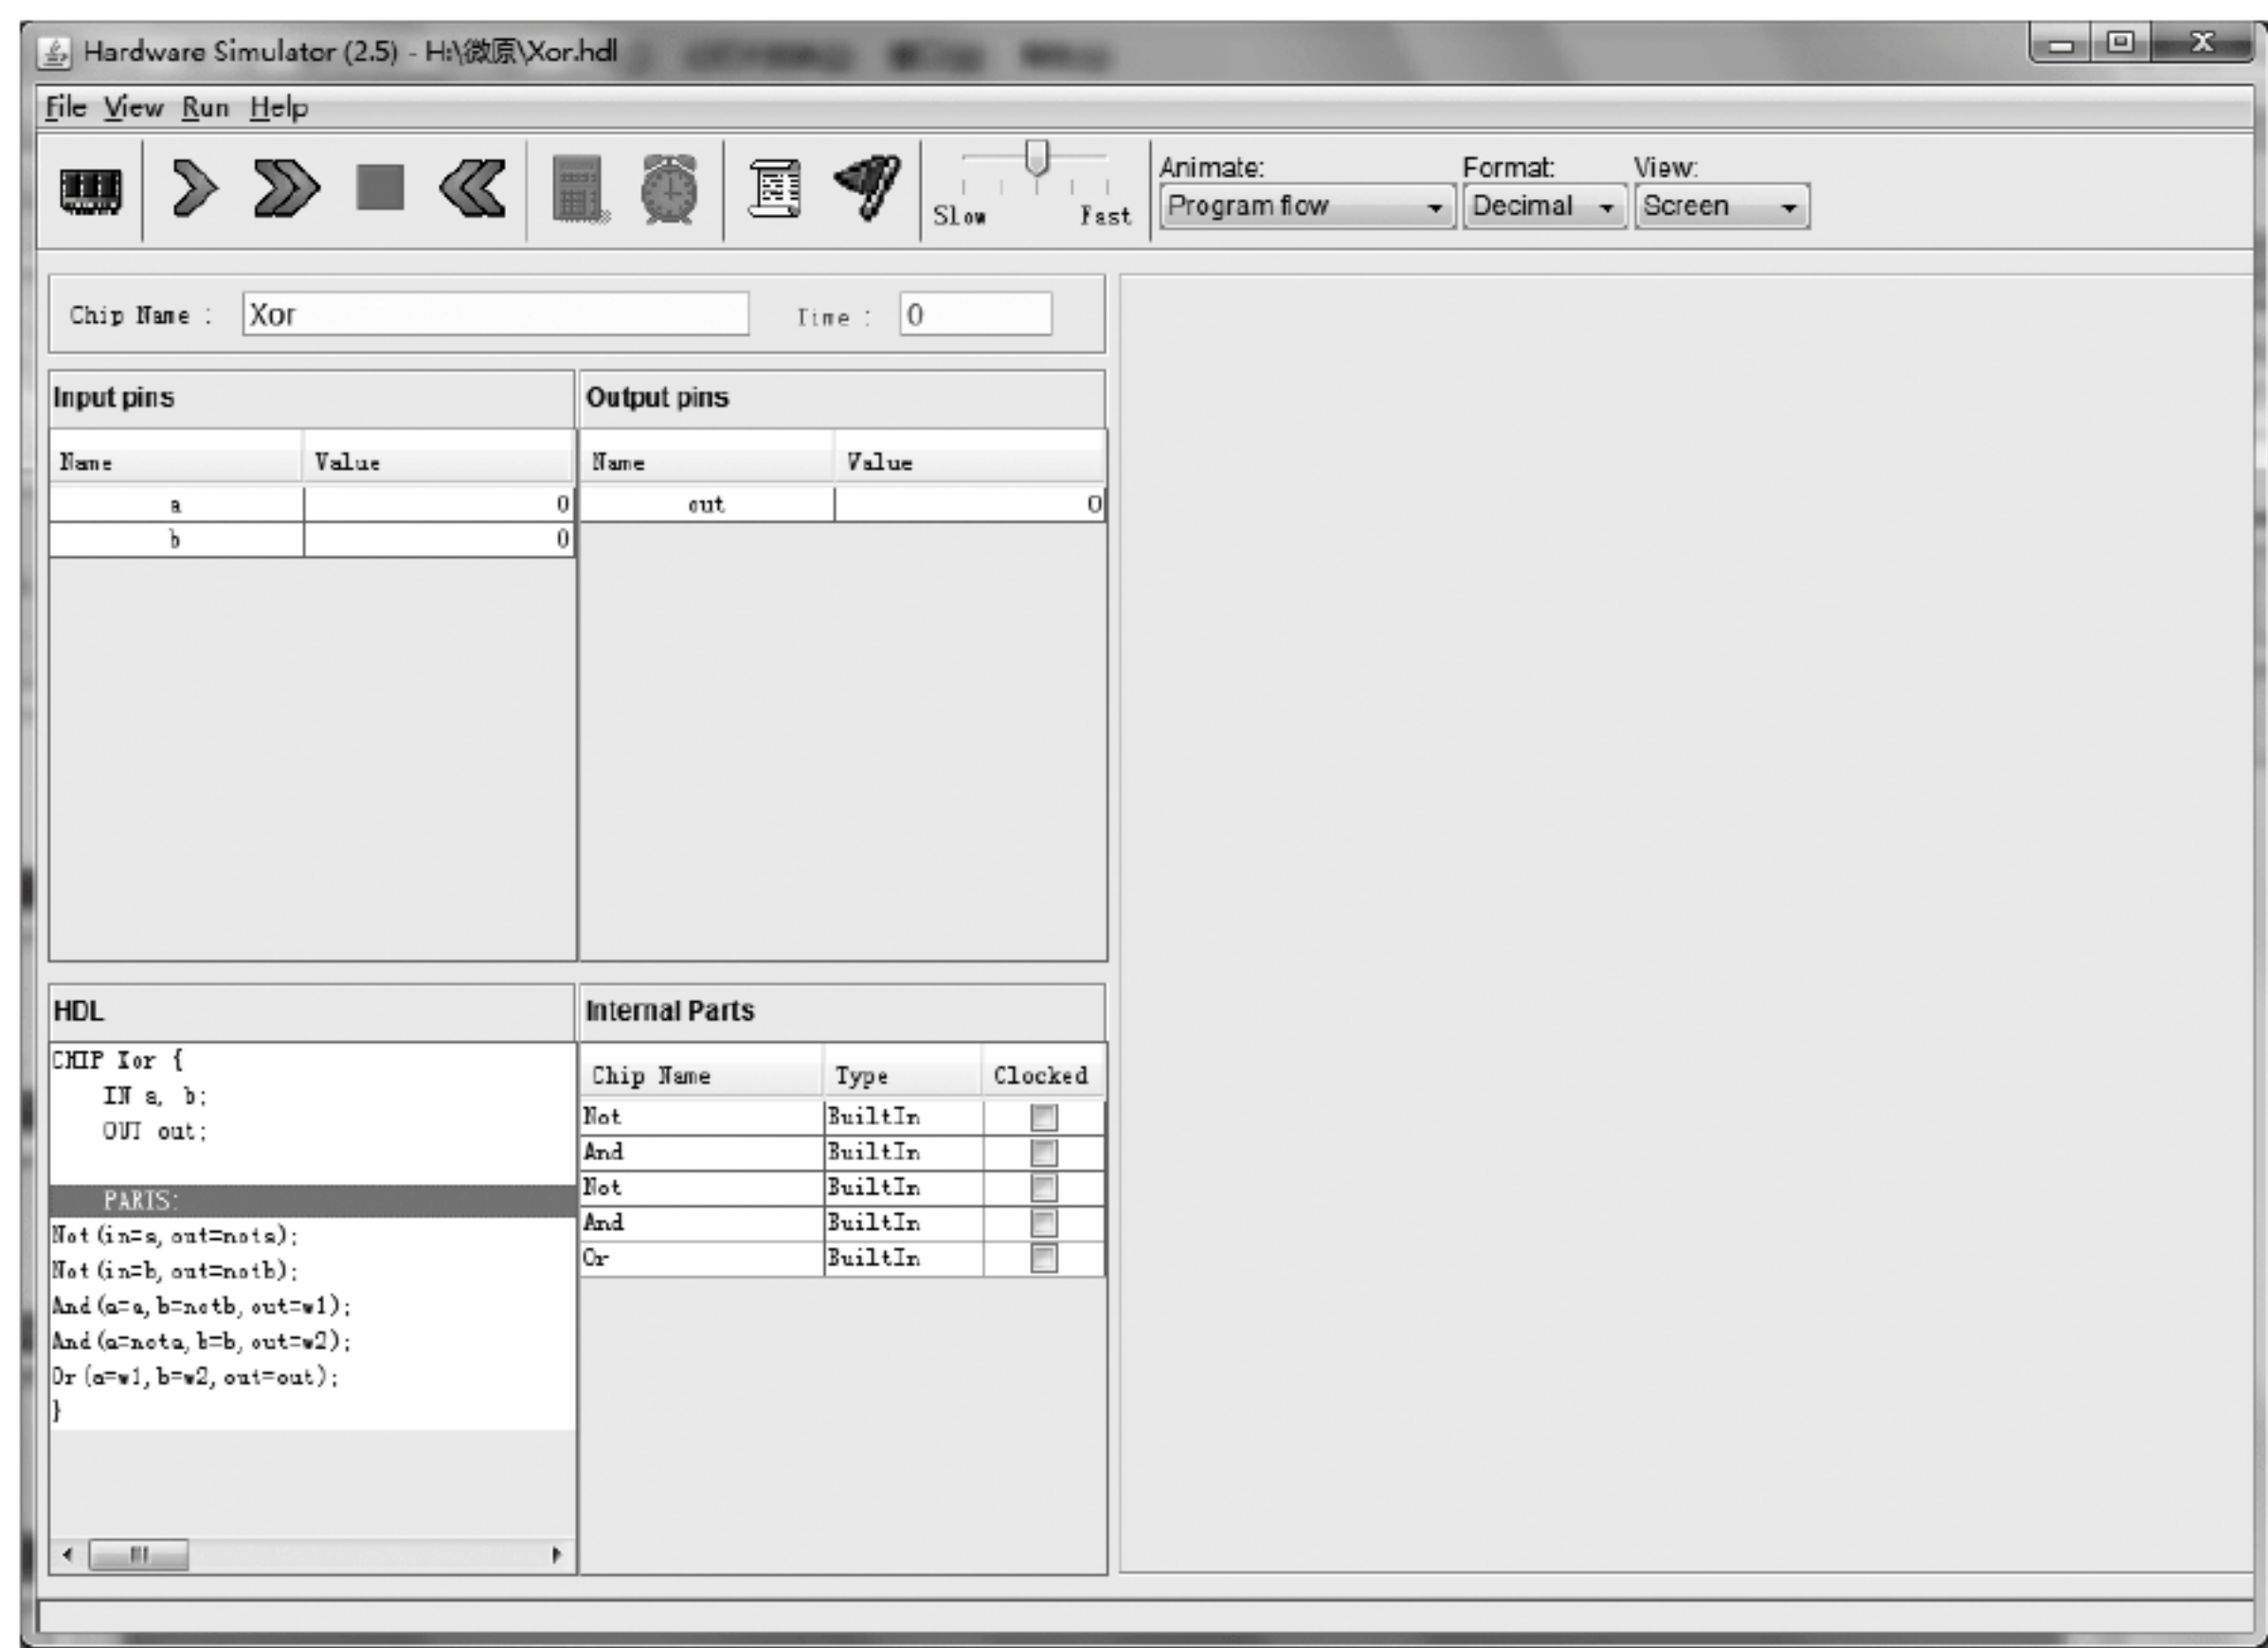 Hardware Simulator (2.5) - H:\微原\Xor.hdl
File View Run Help
Animate: Format: View:
Slow Fast Program flow Decimal Screen
Chip Name : Xor Time : 0
Input pins Output pins
Name Value Name Value
a 0 out 0
b 0
HDL Internal Parts
CHIP Xor {
IN a, b;
OUT out;
PARTS:
Not(in=a,out=nota);
Not(in=b,out=notb);
And(a=a,b=notb,out=w1);
And(a=nota,b=b,out=w2);
Or(a=w1,b=w2,out=out);
}
Chip Name Type Clocked
Not BuiltIn
And BuiltIn
Not BuiltIn
And BuiltIn
Or BuiltIn